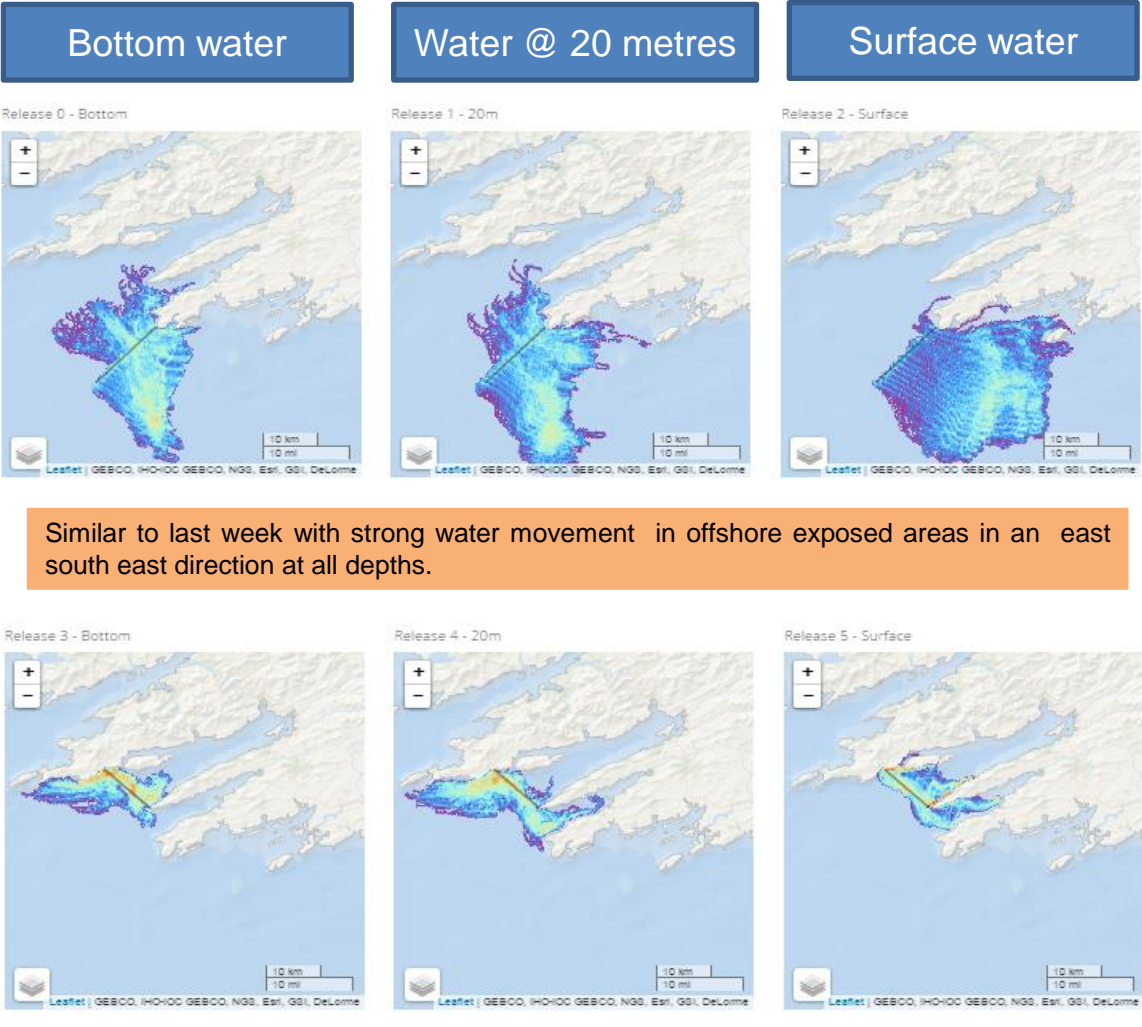 Bottom water
Water @ 20 metres
Surface water
Release 0 - Bottom
Release 1 - 20m
Release 2 - Surface
+
−
+
−
+
−
10 km
10 mi
10 km
10 mi
10 km
10 mi
Leaflet | GEBCO, IHO-IOC GEBCO, NGS, Esri, GSI, DeLorme
Leaflet | GEBCO, IHO-IOC GEBCO, NGS, Esri, GSI, DeLorme
Leaflet | GEBCO, IHO-IOC GEBCO, NGS, Esri, GSI, DeLorme
Similar to last week with strong water movement in offshore exposed areas in an east
south east direction at all depths.
Release 3 - Bottom
Release 4 - 20m
Release 5 - Surface
+
−
+
−
+
−
10 km
10 mi
10 km
10 mi
10 km
10 mi
Leaflet | GEBCO, IHO-IOC GEBCO, NGS, Esri, GSI, DeLorme
Leaflet | GEBCO, IHO-IOC GEBCO, NGS, Esri, GSI, DeLorme
Leaflet | GEBCO, IHO-IOC GEBCO, NGS, Esri, GSI, DeLorme